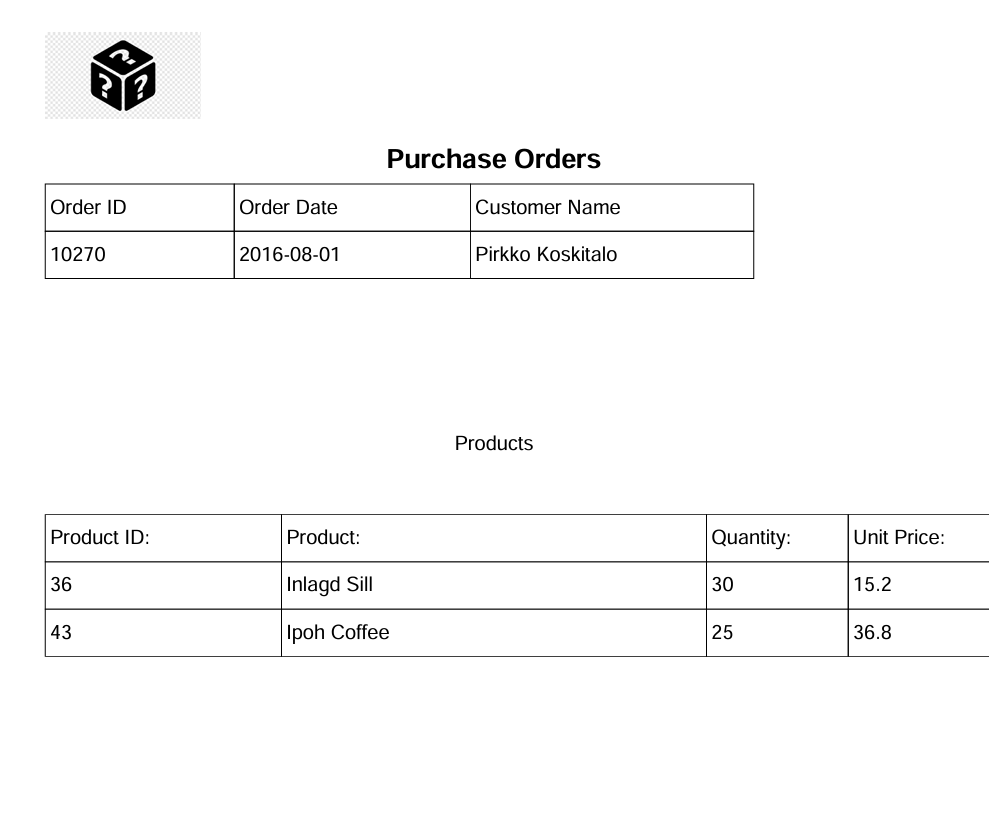 ? ? ?
Purchase Orders
Order ID Order Date Customer Name
10270 2016-08-01 Pirkko Koskitalo
Products
Product ID: Product: Quantity: Unit Price:
36 Inlagd Sill 30 15.2
43 Ipoh Coffee 25 36.8